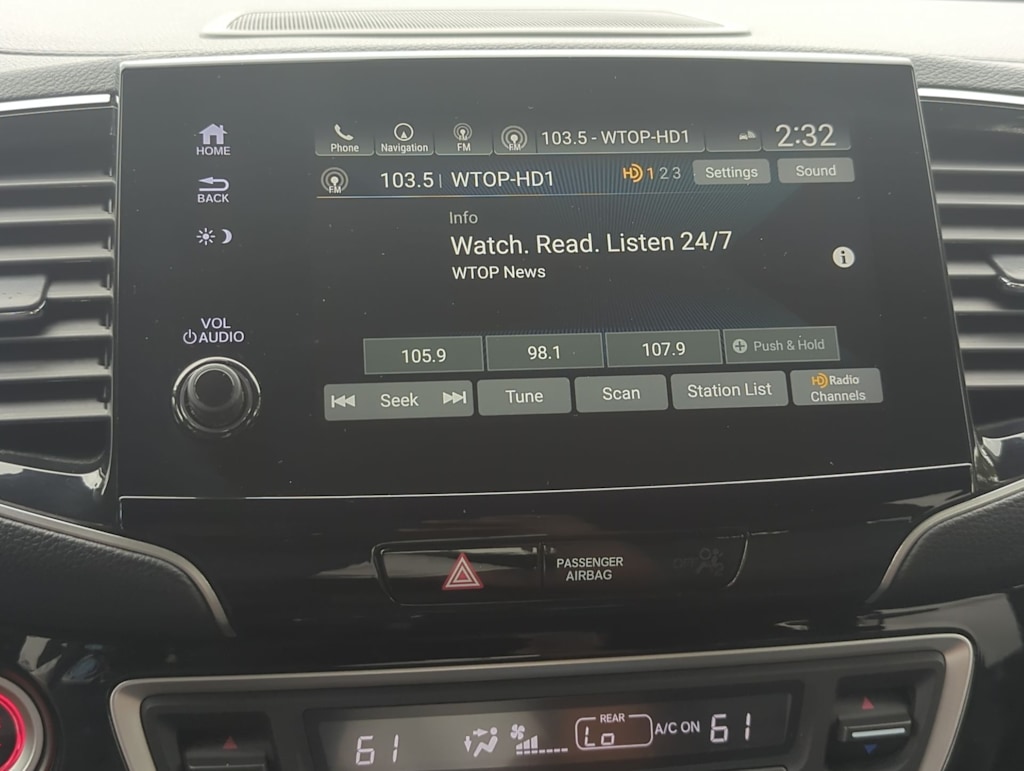 HOME
BACK
VOL
AUDIO
Phone
Navigation
FM
FM
103.5 - WTOP-HD1
2:32
FM
103.5 | WTOP-HD1
HD 1 2 3
Settings
Sound
Info
Watch. Read. Listen 24/7
WTOP News
i
105.9
98.1
107.9
Push & Hold
Seek
Tune
Scan
Station List
HD Radio
Channels
PASSENGER
AIRBAG
OFF
61
REAR
Lo
A/C ON
61